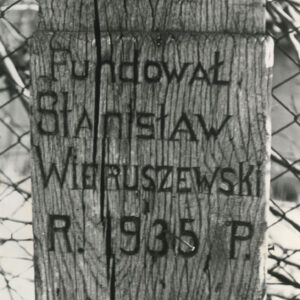 Fundował
Stanisław
Wieruszewski
R. 1935 P.